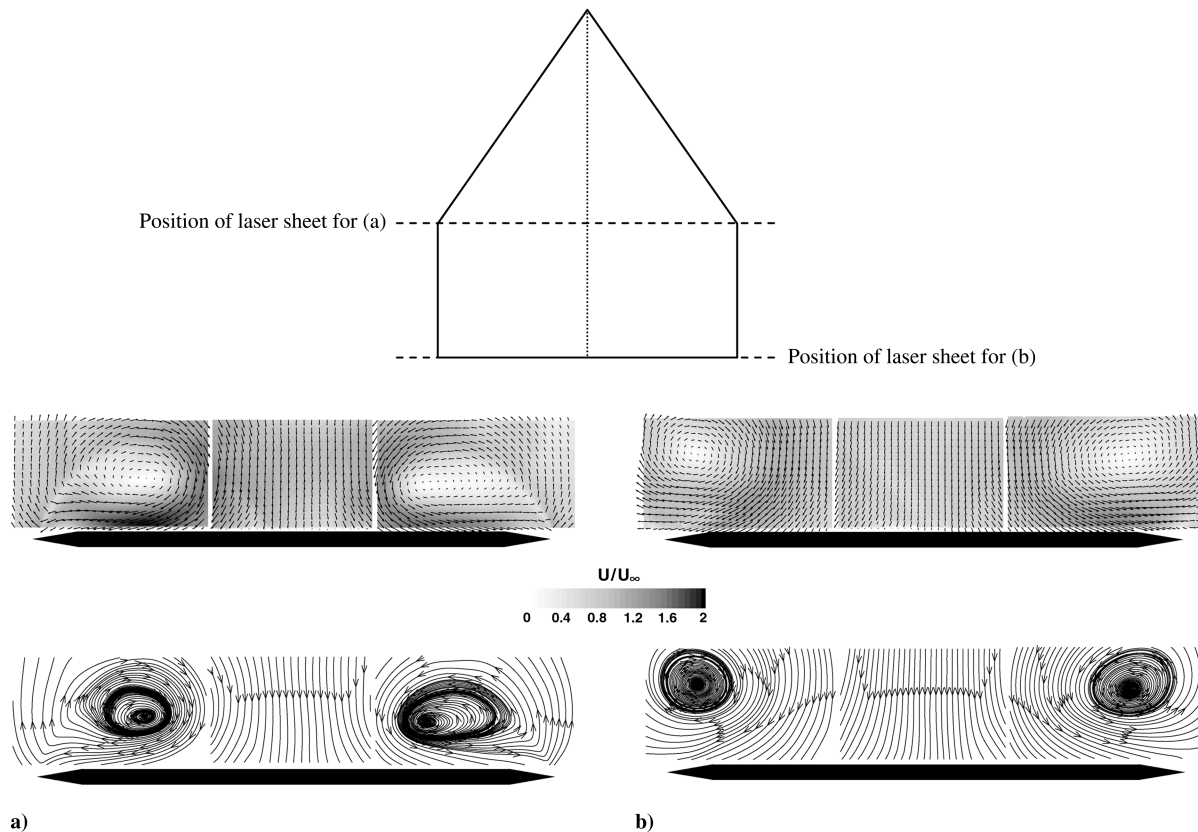 Position of laser sheet for (a)
Position of laser sheet for (b)
U/U∞
0 0.4 0.8 1.2 1.6 2
a)
b)